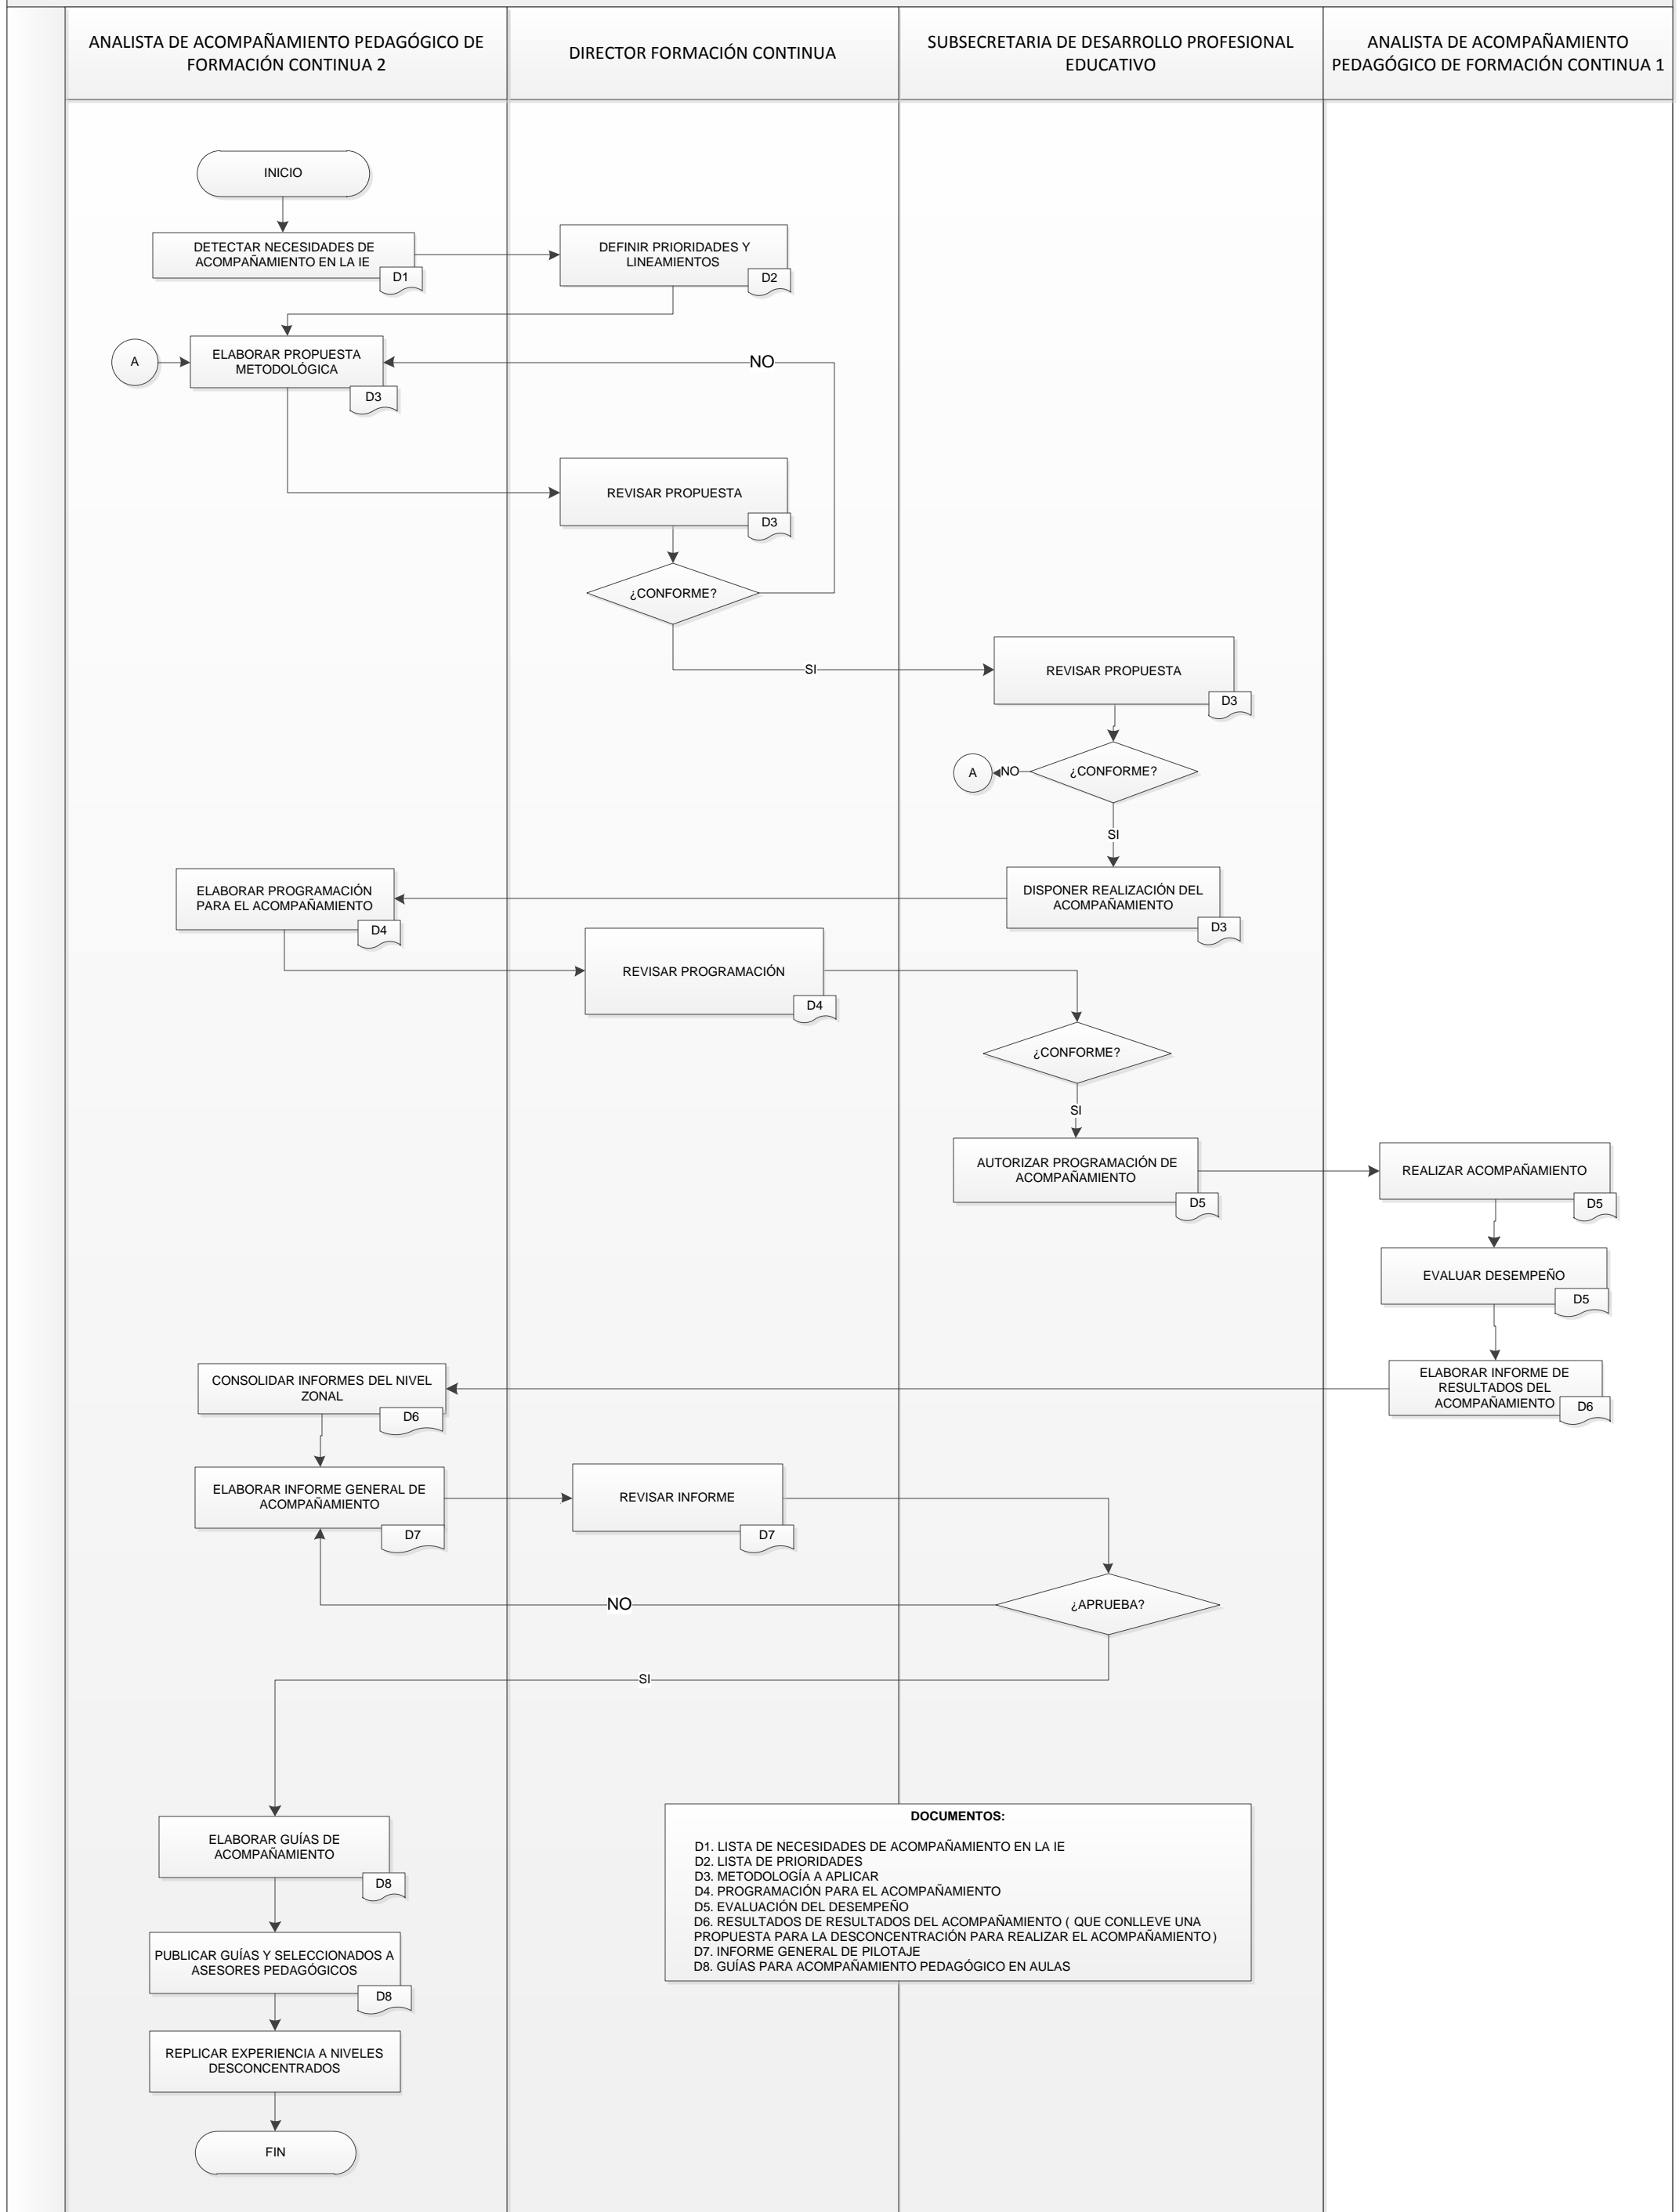 ANALISTA DE ACOMPAÑAMIENTO PEDAGÓGICO DE
FORMACIÓN CONTINUA 2
DIRECTOR FORMACIÓN CONTINUA
SUBSECRETARIA DE DESARROLLO PROFESIONAL
EDUCATIVO
ANALISTA DE ACOMPAÑAMIENTO
PEDAGÓGICO DE FORMACIÓN CONTINUA 1
INICIO
DETECTAR NECESIDADES DE
ACOMPAÑAMIENTO EN LA IE
D1
DEFINIR PRIORIDADES Y
LINEAMIENTOS
D2
A
ELABORAR PROPUESTA
METODOLÓGICA
D3
NO
REVISAR PROPUESTA
D3
¿CONFORME?
SI
REVISAR PROPUESTA
D3
¿CONFORME?
NO
A
SI
DISPONER REALIZACIÓN DEL
ACOMPAÑAMIENTO
D3
ELABORAR PROGRAMACIÓN
PARA EL ACOMPAÑAMIENTO
D4
REVISAR PROGRAMACIÓN
D4
¿CONFORME?
SI
AUTORIZAR PROGRAMACIÓN DE
ACOMPAÑAMIENTO
D5
REALIZAR ACOMPAÑAMIENTO
D5
EVALUAR DESEMPEÑO
D5
ELABORAR INFORME DE
RESULTADOS DEL
ACOMPAÑAMIENTO
D6
CONSOLIDAR INFORMES DEL NIVEL
ZONAL
D6
ELABORAR INFORME GENERAL DE
ACOMPAÑAMIENTO
D7
REVISAR INFORME
D7
¿APRUEBA?
NO
SI
ELABORAR GUÍAS DE
ACOMPAÑAMIENTO
D8
PUBLICAR GUÍAS Y SELECCIONADOS A
ASESORES PEDAGÓGICOS
D8
REPLICAR EXPERIENCIA A NIVELES
DESCONCENTRADOS
FIN
DOCUMENTOS:
D1. LISTA DE NECESIDADES DE ACOMPAÑAMIENTO EN LA IE
D2. LISTA DE PRIORIDADES
D3. METODOLOGÍA A APLICAR
D4. PROGRAMACIÓN PARA EL ACOMPAÑAMIENTO
D5. EVALUACIÓN DEL DESEMPEÑO
D6. RESULTADOS DE RESULTADOS DEL ACOMPAÑAMIENTO ( QUE CONLLEVE UNA
PROPUESTA PARA LA DESCONCENTRACIÓN PARA REALIZAR EL ACOMPAÑAMIENTO)
D7. INFORME GENERAL DE PILOTAJE
D8. GUÍAS PARA ACOMPAÑAMIENTO PEDAGÓGICO EN AULAS